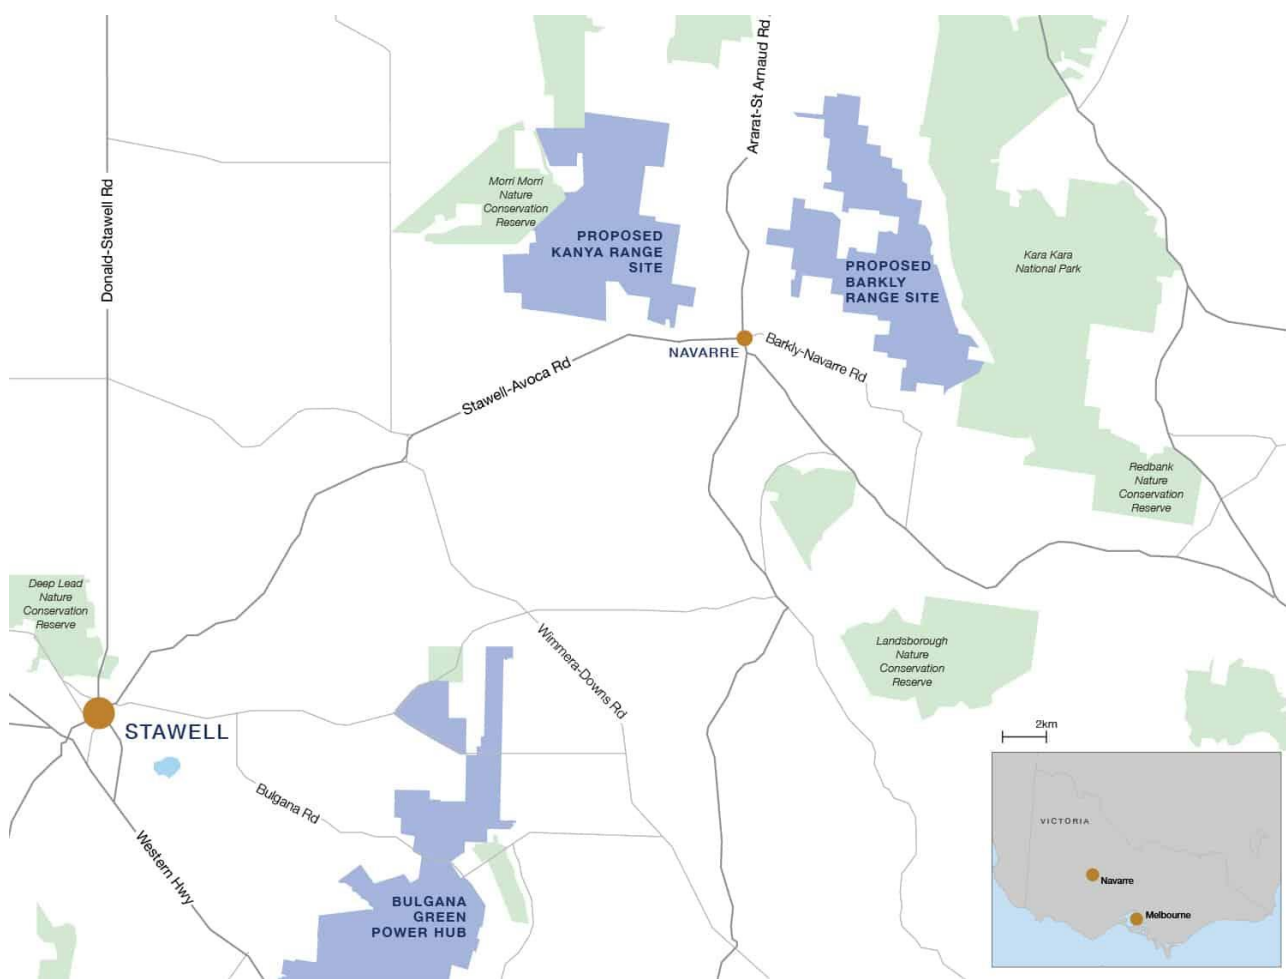 Ararat-St Arnaud Rd
Donald-Stawell Rd
Morri Morri
Nature
Conservation
Reserve
PROPOSED
KANYA RANGE
SITE
PROPOSED
BARKLY
RANGE SITE
Kara Kara
National Park
NAVARRE
Barkly-Navarre Rd
Stawell-Avoca Rd
Redbank
Nature
Conservation
Reserve
Deep Lead
Nature
Conservation
Reserve
Wimmera-Downs Rd
Landsborough
Nature
Conservation
Reserve
STAWELL
2km
Bulgana Rd
Western Hwy
BULGANA
GREEN
POWER HUB
VICTORIA
Navarre
Melbourne